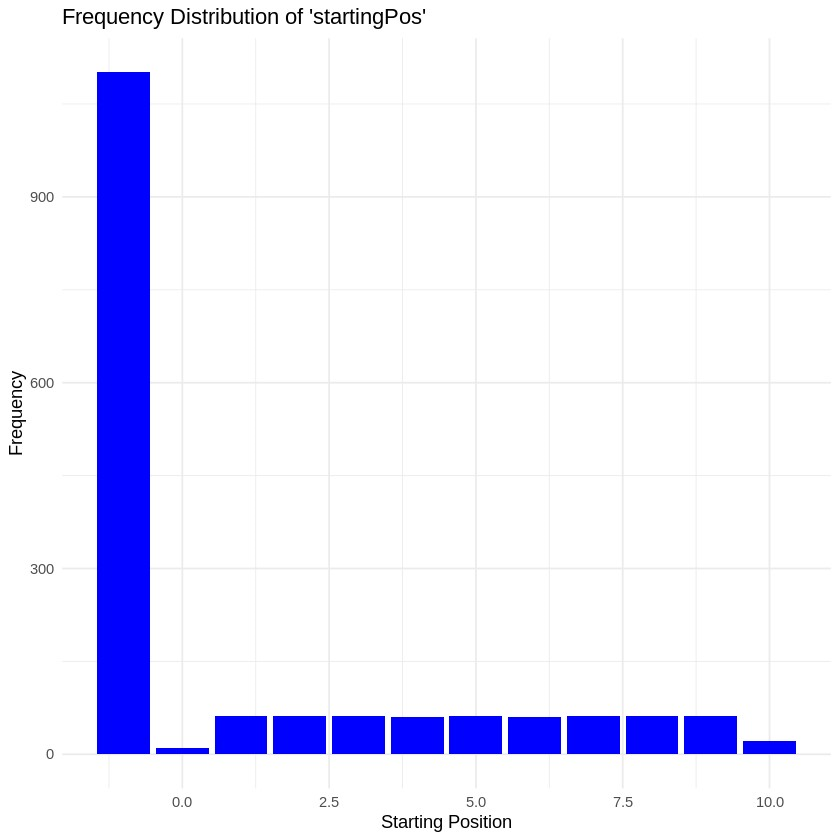 Frequency Distribution of 'startingPos'
Frequency
900
600
300
0
0.0 2.5 5.0 7.5 10.0
Starting Position